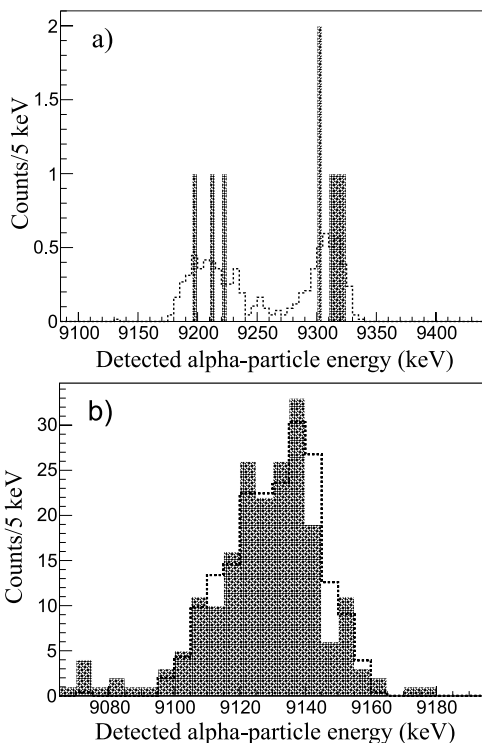 a)
Counts/5 keV
2
1.5
1
0.5
0
9100 9150 9200 9250 9300 9350 9400
Detected alpha-particle energy (keV)
b)
Counts/5 keV
30
25
20
15
10
5
0
9080 9100 9120 9140 9160 9180
Detected alpha-particle energy (keV)